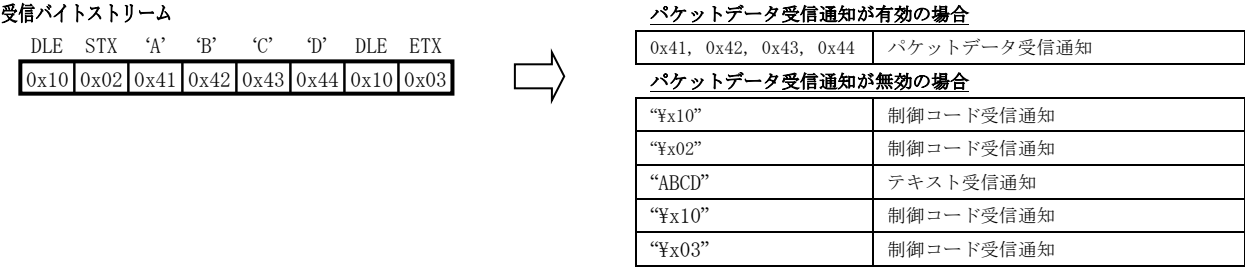 受信バイトストリーム
DLE STX ‘A’ ‘B’ ‘C’ ‘D’ DLE ETX
0x10 0x02 0x41 0x42 0x43 0x44 0x10 0x03
パケットデータ受信通知が有効の場合
0x41, 0x42, 0x43, 0x44 パケットデータ受信通知
パケットデータ受信通知が無効の場合
“¥x10” 制御コード受信通知
“¥x02” 制御コード受信通知
“ABCD” テキスト受信通知
“¥x10” 制御コード受信通知
“¥x03” 制御コード受信通知